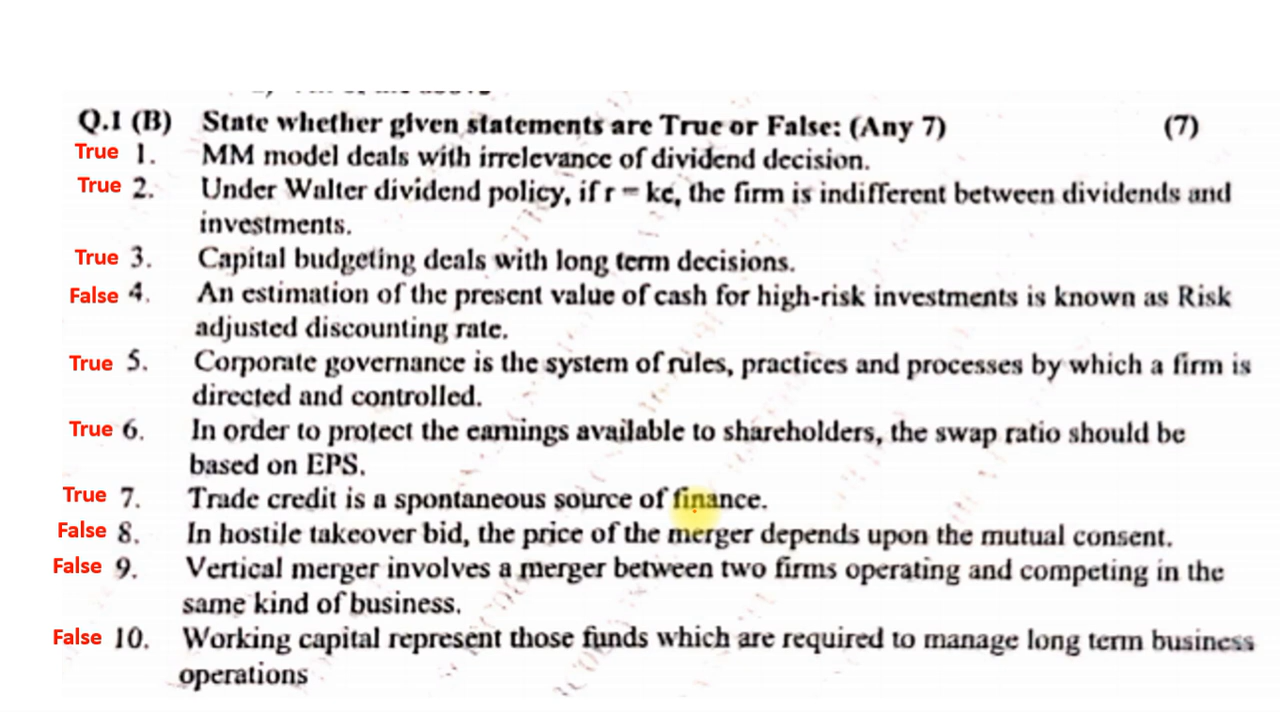 Q.1 (B) State whether given statements are True or False: (Any 7) (7)
True 1. MM model deals with irrelevance of dividend decision.
True 2. Under Walter dividend policy, if r = ke, the firm is indifferent between dividends and
investments.
True 3. Capital budgeting deals with long term decisions.
False 4. An estimation of the present value of cash for high-risk investments is known as Risk
adjusted discounting rate.
True 5. Corporate governance is the system of rules, practices and processes by which a firm is
directed and controlled.
True 6. In order to protect the earnings available to shareholders, the swap ratio should be
based on EPS.
True 7. Trade credit is a spontaneous source of finance.
False 8. In hostile takeover bid, the price of the merger depends upon the mutual consent.
False 9. Vertical merger involves a merger between two firms operating and competing in the
same kind of business.
False 10. Working capital represent those funds which are required to manage long term business
operations